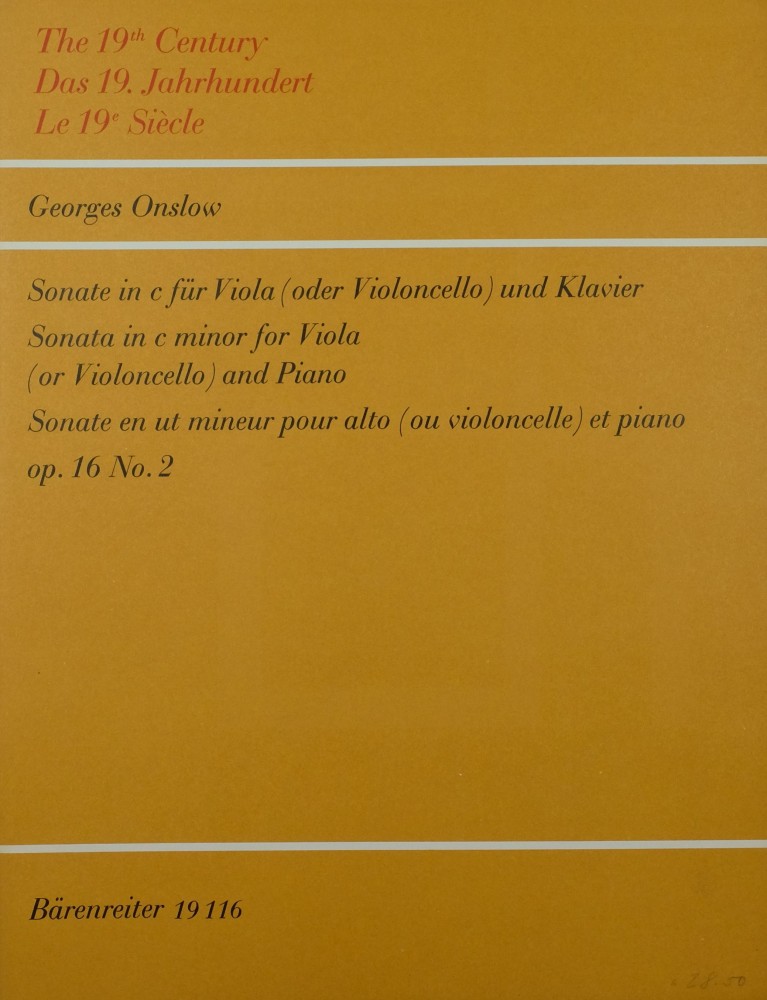 The 19th Century
Das 19. Jahrhundert
Le 19e Siècle
Georges Onslow
Sonate in c für Viola (oder Violoncello) und Klavier
Sonata in c minor for Viola
(or Violoncello) and Piano
Sonate en ut mineur pour alto (ou violoncelle) et piano
op. 16 No. 2
Bärenreiter 19 116
28.50